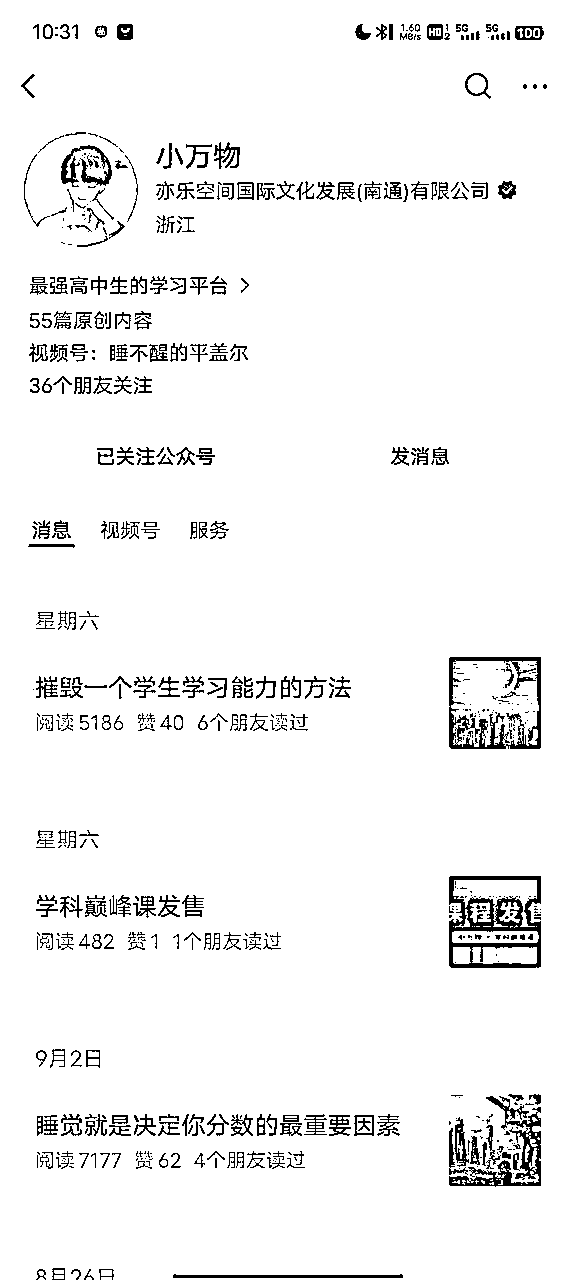 10:31
1.60 MB/s HD 2 5G 5G 100
小万物
亦乐空间国际文化发展(南通)有限公司
浙江
最强高中生的学习平台
55篇原创内容
视频号：睡不醒的平盖尔
36个朋友关注
已关注公众号 发消息
消息 视频号 服务
星期六
摧毁一个学生学习能力的方法
阅读 5186 赞 40 6个朋友读过
星期六
学科巅峰课发售
阅读 482 赞 1 1个朋友读过
课程发售
9月2日
睡觉就是决定你分数的最重要因素
阅读 7177 赞 62 4个朋友读过
8月26日